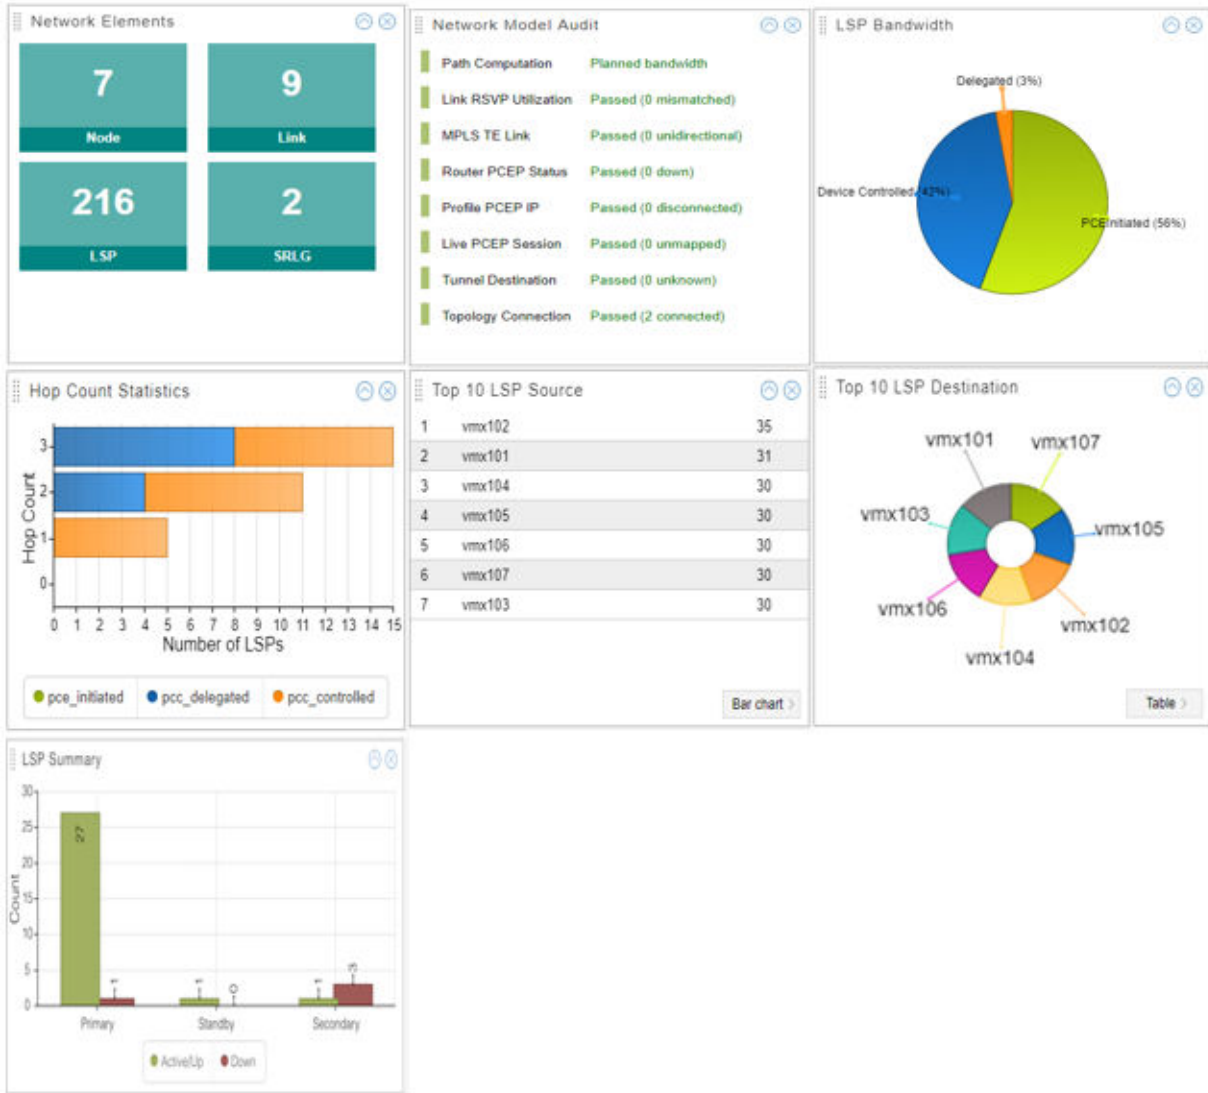 Network Elements
7
Node
9
Link
216
LSP
2
SRLG
Network Model Audit
Path Computation Planned bandwidth
Link RSVP Utilization Passed (0 mismatched)
MPLS TE Link Passed (0 unidirectional)
Router PCEP Status Passed (0 down)
Profile PCEP IP Passed (0 disconnected)
Live PCEP Session Passed (0 unmapped)
Tunnel Destination Passed (0 unknown)
Topology Connection Passed (2 connected)
LSP Bandwidth
Delegated (3%)
Device Controlled (42%)
PCEInitiated (56%)
Hop Count Statistics
Hop Count
3
2
1
0
0 1 2 3 4 5 6 7 8 9 10 11 12 13 14 15
Number of LSPs
pce_initiated pcc_delegated pcc_controlled
Top 10 LSP Source
1 vmx102 35
2 vmx101 31
3 vmx104 30
4 vmx105 30
5 vmx106 30
6 vmx107 30
7 vmx103 30
Bar chart
Top 10 LSP Destination
vmx101
vmx107
vmx103
vmx105
vmx106
vmx102
vmx104
Table
LSP Summary
Count
30
25
20
15
10
5
0
27
1
1
0
1
3
Primary Standby Secondary
Active/Up Down